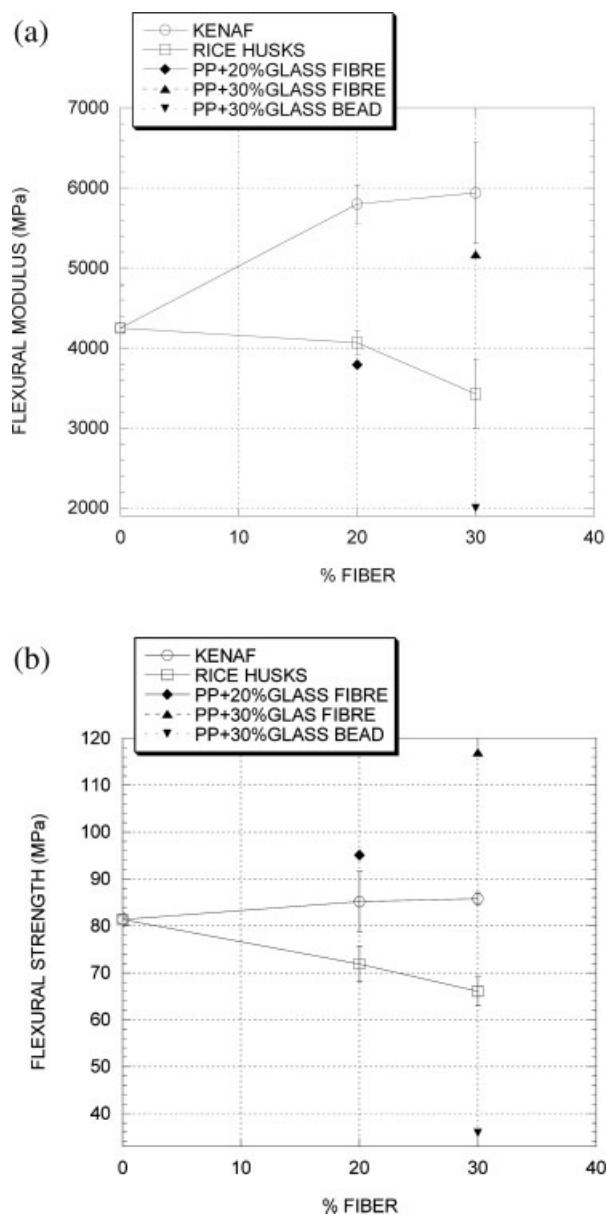 (a)
KENAF
RICE HUSKS
PP+20%GLASS FIBRE
PP+30%GLASS FIBRE
PP+30%GLASS BEAD
7000
6000
5000
4000
3000
2000
FLEXURAL MODULUS (MPa)
0 10 20 30 40
% FIBER
(b)
KENAF
RICE HUSKS
PP+20%GLASS FIBRE
PP+30%GLAS FIBRE
PP+30%GLASS BEAD
120
110
100
90
80
70
60
50
40
FLEXURAL STRENGTH (MPa)
0 10 20 30 40
% FIBER